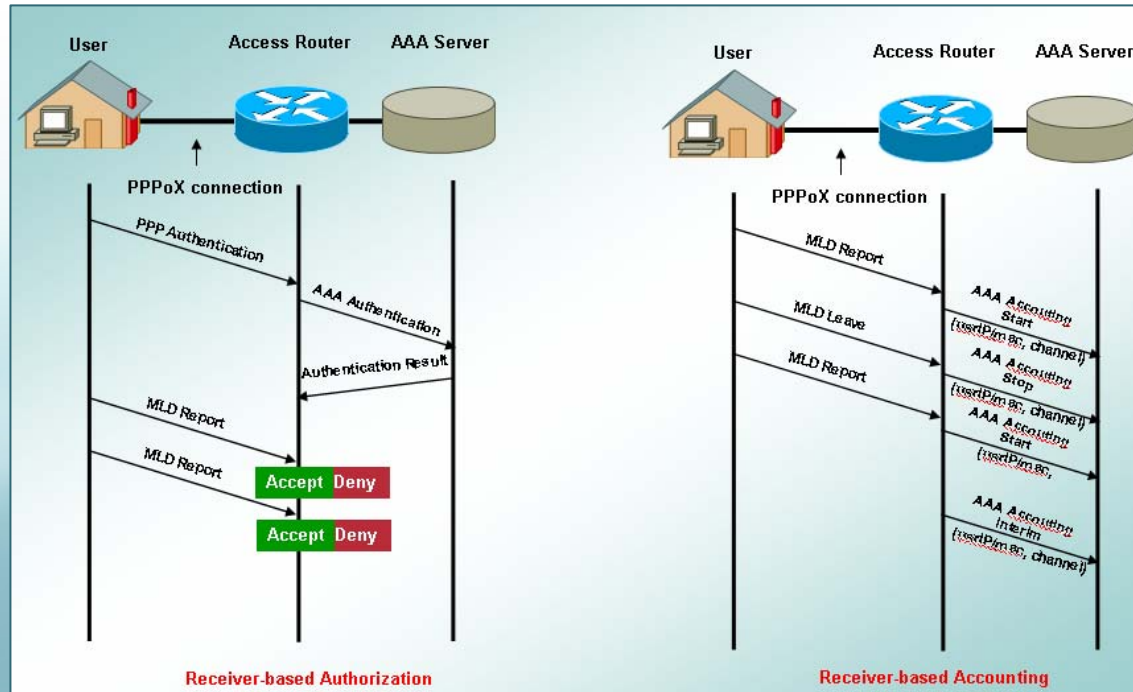 User
Access Router
AAA Server
PPPoX connection
PPP Authentication
AAA Authentication
Authentication Result
MLD Report
MLD Report
Accept Deny
Accept Deny
Receiver-based Authorization
User
Access Router
AAA Server
PPPoX connection
MLD Report
MLD Leave
MLD Report
AAA Accouting
Start
(usrIP/mac, channel)
AAA Accouting
Stop
(usrIP/mac, channel)
AAA Accouting
Start
(usrIP/mac,
AAA Accouting
Interim
(usrIP/mac, channel)
Receiver-based Accounting